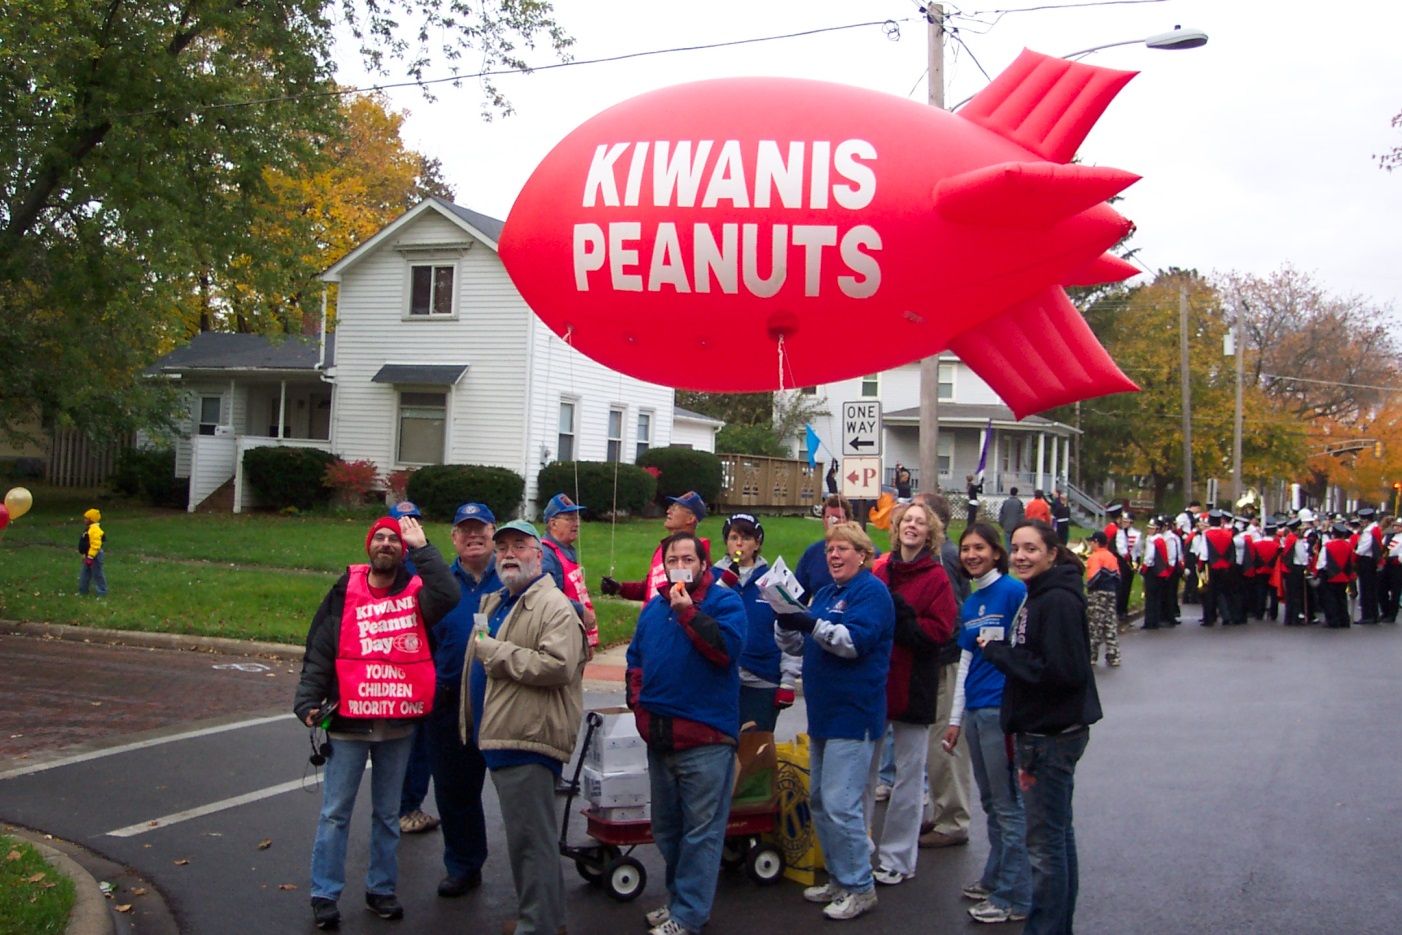 KIWANIS
PEANUTS
ONE
WAY
P
KIWANIS
Peanut
Day
YOUNG
CHILDREN
PRIORITY ONE
K